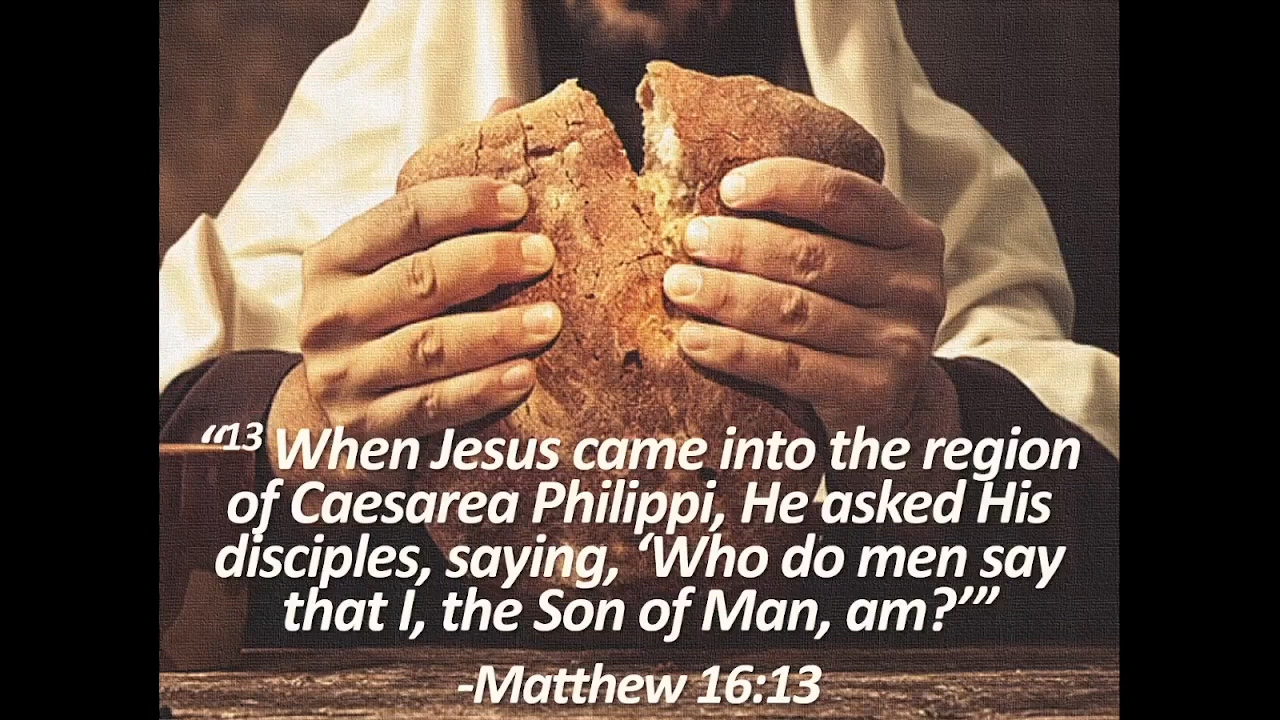 “13 When Jesus came into the region
of Caesarea Philippi, He asked His
disciples, saying, ‘Who do men say
that I, the Son of Man, am?’”
-Matthew 16:13